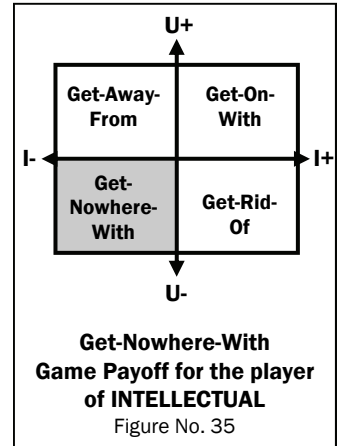 U+
Get-Away-
From
Get-On-
With
I-
I+
Get-
Nowhere-
With
Get-Rid-
Of
U-
Get-Nowhere-With
Game Payoff for the player
of INTELLECTUAL
Figure No. 35